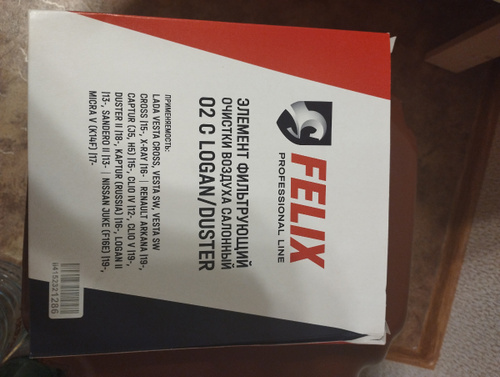 FELIX
PROFESSIONAL LINE
ЭЛЕМЕНТ ФИЛЬТРУЮЩИЙ
ОЧИСТКИ ВОЗДУХА САЛОННЫЙ
02 C LOGAN/DUSTER
ПРИМЕНЯЕМОСТЬ:
LADA VESTA CROSS, VESTA SW, VESTA SW
CROSS |15-, X-RAY |16- | RENAULT ARKANA |19-,
CAPTUR (J5, H5) |15-, CLIO IV |12-, CLIO V |19-,
DUSTER II |18-, KAPTUR (RUSSIA) |16-, LOGAN II
|13-, SANDERO II |13- | NISSAN JUKE (F16E) |19-,
MICRA V (K14F) |17-